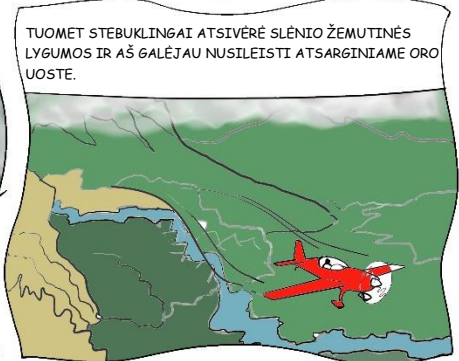 TUOMET STEBUKLINGAI ATSIVĖRĖ SLĖNIO ŽEMUTINĖS
LYGUMOS IR AŠ GALĖJAU NUSILEISTI ATSARGINIAME ORO
UOSTE.